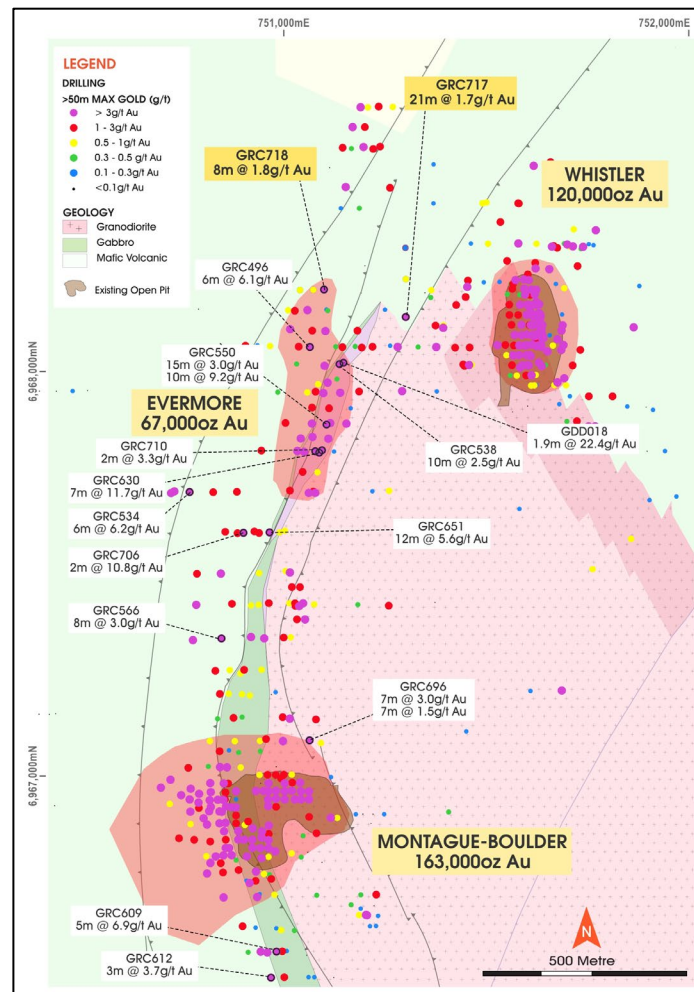 751,000mE
752,000mE
LEGEND
DRILLING
>50m MAX GOLD (g/t)
> 3g/t Au
1 - 3g/t Au
0.5 - 1g/t Au
0.3 - 0.5 g/t Au
0.1 - 0.3g/t Au
<0.1g/t Au
GEOLOGY
Granodiorite
Gabbro
Mafic Volcanic
Existing Open Pit
GRC717
21m @ 1.7g/t Au
GRC718
8m @ 1.8g/t Au
WHISTLER
120,000oz Au
GRC496
6m @ 6.1g/t Au
GRC550
15m @ 3.0g/t Au
10m @ 9.2g/t Au
6,968,000mN
EVERMORE
67,000oz Au
GDD018
1.9m @ 22.4g/t Au
GRC538
10m @ 2.5g/t Au
GRC710
2m @ 3.3g/t Au
GRC630
7m @ 11.7g/t Au
GRC534
6m @ 6.2g/t Au
GRC651
12m @ 5.6g/t Au
GRC706
2m @ 10.8g/t Au
GRC566
8m @ 3.0g/t Au
GRC696
7m @ 3.0g/t Au
7m @ 1.5g/t Au
6,967,000mN
MONTAGUE-BOULDER
163,000oz Au
GRC609
5m @ 6.9g/t Au
GRC612
3m @ 3.7g/t Au
N
500 Metre